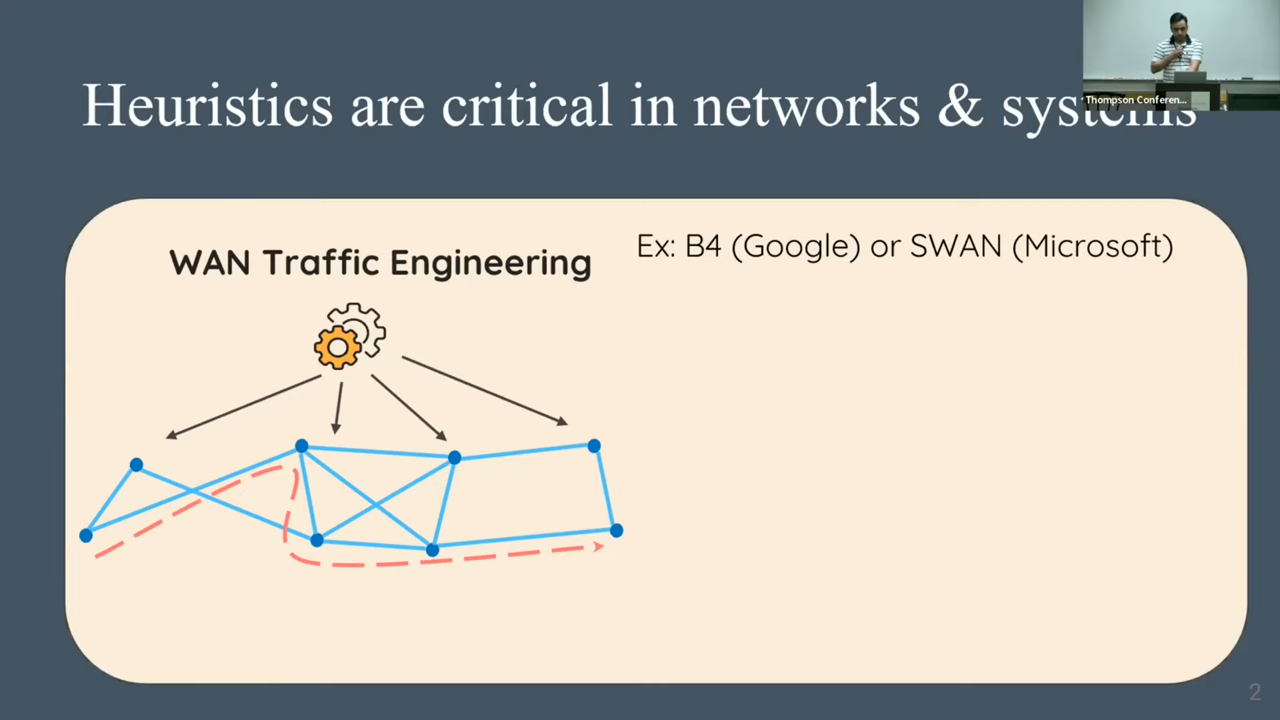 Heuristics are critical in networks & systems
Thompson Conferen...
WAN Traffic Engineering
Ex: B4 (Google) or SWAN (Microsoft)
2